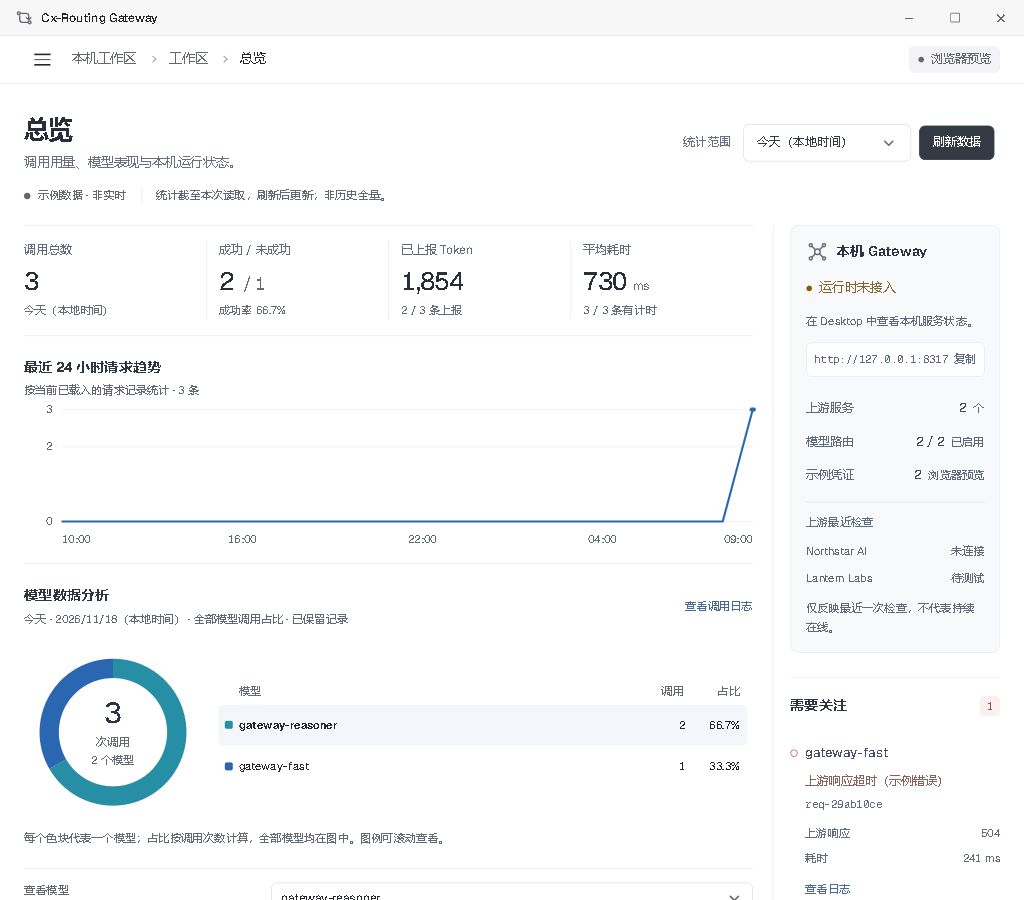 Cx-Routing Gateway
本机工作区 › 工作区 › 总览
浏览器预览
总览
调用用量、模型表现与本机运行状态。
统计范围
今天（本地时间）
刷新数据
示例数据 · 非实时
统计截至本次读取，刷新后更新；非历史全量。
调用总数
3
今天（本地时间）
成功 / 未成功
2 / 1
成功率 66.7%
已上报 Token
1,854
2 / 3 条上报
平均耗时
730 ms
3 / 3 条有计时
最近 24 小时请求趋势
按当前已载入的请求记录统计 · 3 条
3
2
0
10:00 16:00 22:00 04:00 09:00
模型数据分析
今天 · 2026/11/18（本地时间） · 全部模型调用占比 · 已保留记录
查看调用日志
3
次调用
2 个模型
模型 调用 占比
gateway-reasoner 2 66.7%
gateway-fast 1 33.3%
每个色块代表一个模型；占比按调用次数计算，全部模型均在图中。图例可滚动查看。
查看模型
gateway-reasoner
本机 Gateway
运行时未接入
在 Desktop 中查看本机服务状态。
http://127.0.0.1:8317 复制
上游服务 2 个
模型路由 2 / 2 已启用
示例凭证 2 浏览器预览
上游最近检查
Northstar AI 未连接
Lantern Labs 待测试
仅反映最近一次检查，不代表持续
在线。
需要关注 1
gateway-fast
上游响应超时（示例错误）
req-29ab10ce
上游响应 504
耗时 241 ms
查看日志